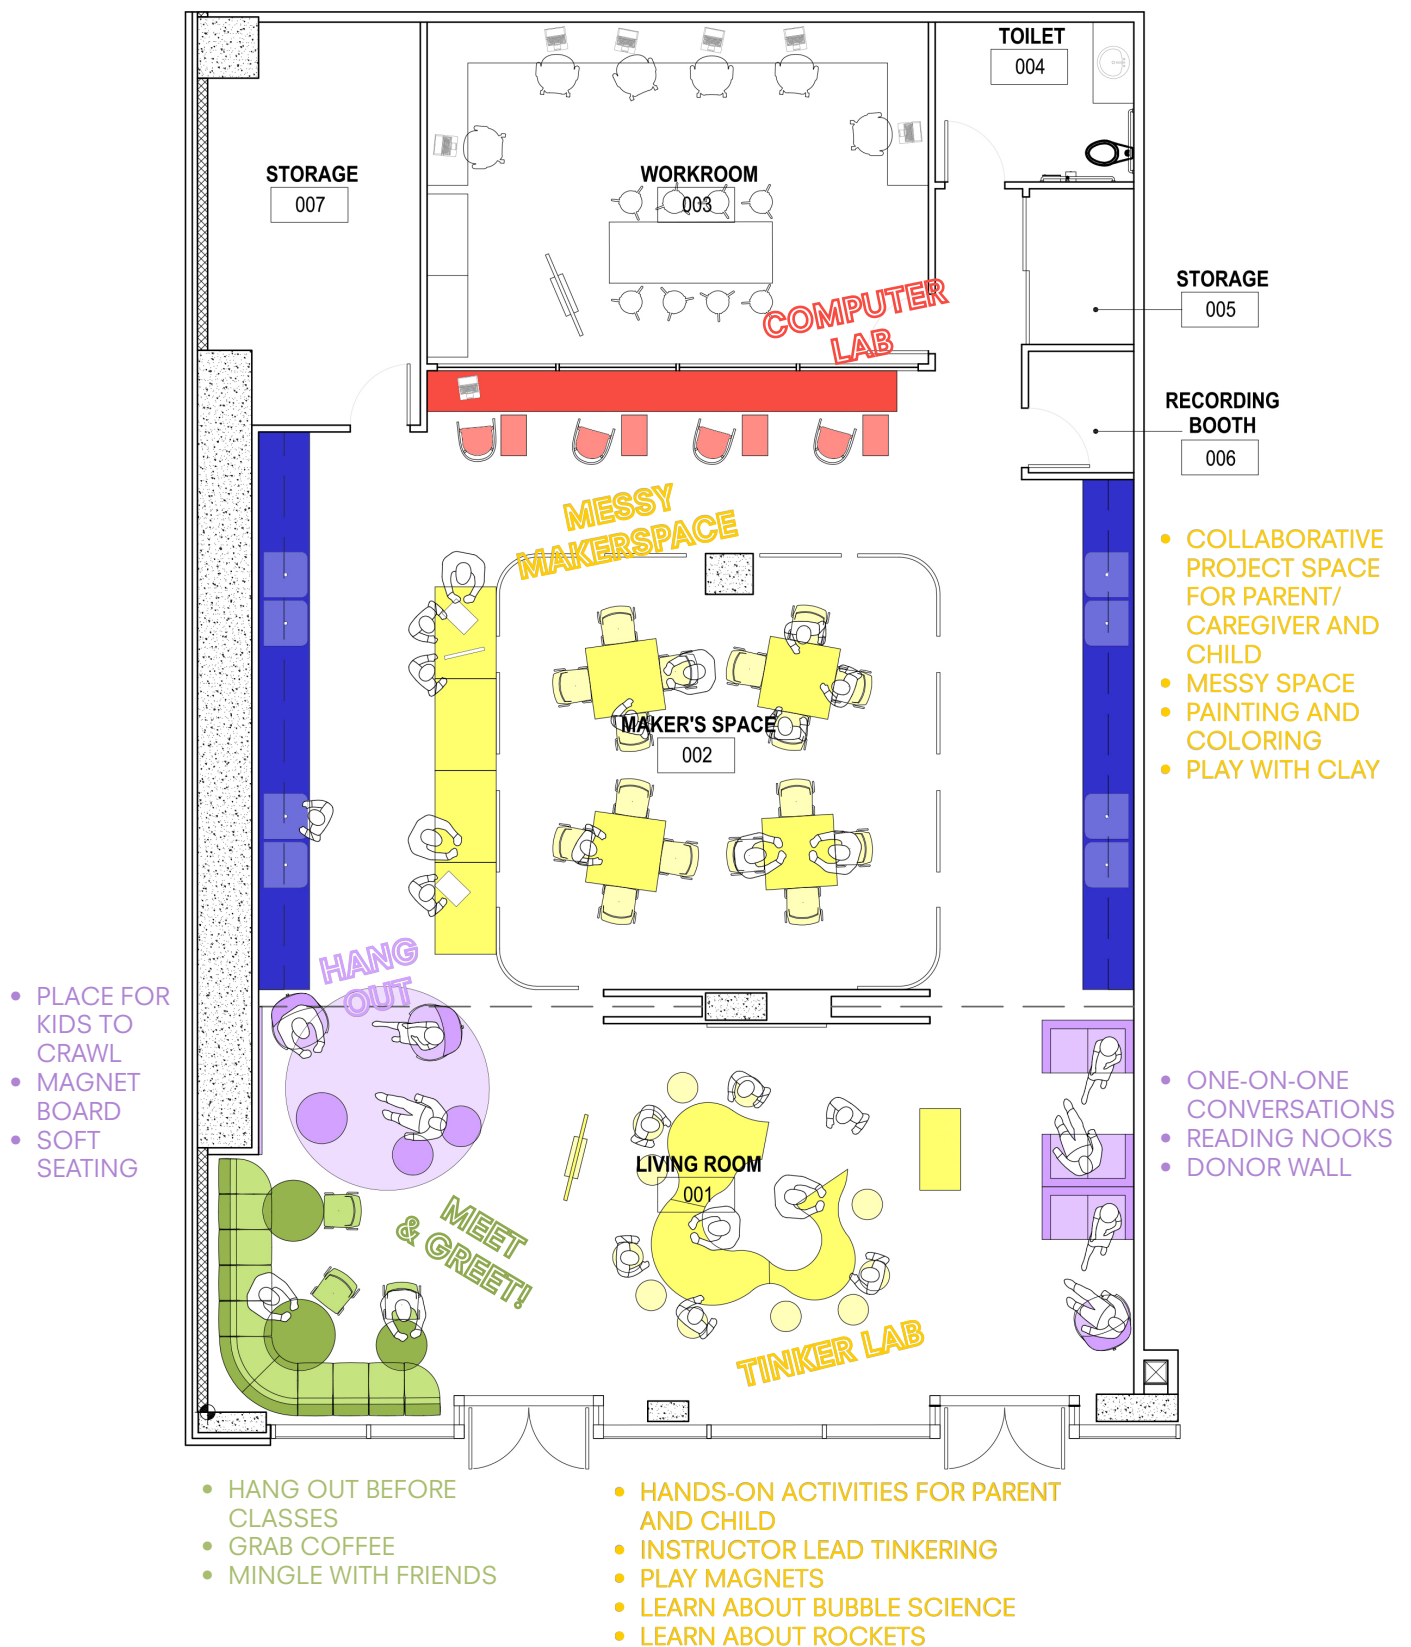 TOILET
004
STORAGE
007
WORKROOM
003
STORAGE
005
COMPUTER
LAB
RECORDING
BOOTH
006
MESSY
MAKERSPACE
• COLLABORATIVE
PROJECT SPACE
FOR PARENT/
CAREGIVER AND
CHILD
• MESSY SPACE
• PAINTING AND
COLORING
• PLAY WITH CLAY
MAKER'S SPACE
002
HANG
OUT
• PLACE FOR
KIDS TO
CRAWL
• MAGNET
BOARD
• SOFT
SEATING
• ONE-ON-ONE
CONVERSATIONS
• READING NOOKS
• DONOR WALL
LIVING ROOM
001
MEET
& GREET!
TINKER LAB
• HANG OUT BEFORE
CLASSES
• GRAB COFFEE
• MINGLE WITH FRIENDS
• HANDS-ON ACTIVITIES FOR PARENT
AND CHILD
• INSTRUCTOR LEAD TINKERING
• PLAY MAGNETS
• LEARN ABOUT BUBBLE SCIENCE
• LEARN ABOUT ROCKETS